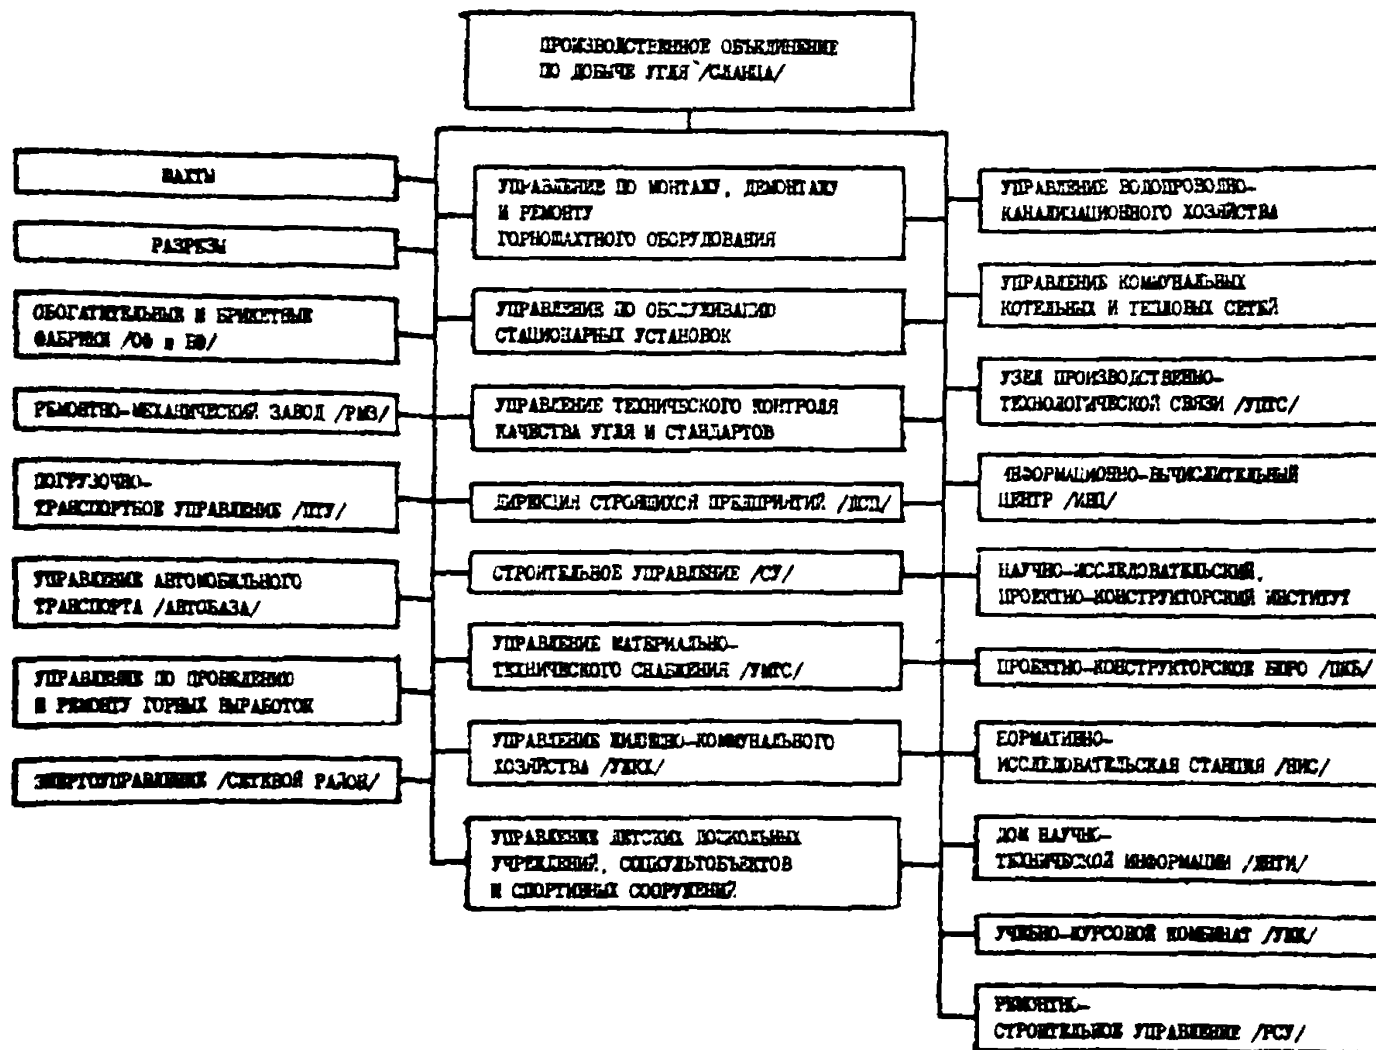 ПРОИЗВОДСТВЕННОЕ ОБЪЕДИНЕНИЕ
ПО ДОБЫЧЕ УГЛЯ /СЛАНЦА/
ШАХТЫ
РАЗРЕЗЫ
ОБОГАТИТЕЛЬНЫЕ И БРИКЕТНЫЕ
ФАБРИКИ /ОФ и БФ/
РЕМОНТНО-МЕХАНИЧЕСКИЙ ЗАВОД /РМЗ/
ПОГРУЗОЧНО-
ТРАНСПОРТНОЕ УПРАВЛЕНИЕ /ПТУ/
УПРАВЛЕНИЕ АВТОМОБИЛЬНОГО
ТРАНСПОРТА /АВТОБАЗА/
УПРАВЛЕНИЕ ПО ПРОВЕДЕНИЮ
И РЕМОНТУ ГОРНЫХ ВЫРАБОТОК
ЭНЕРГОУПРАВЛЕНИЕ /СЕТЕВОЙ РАЙОН/
УПРАВЛЕНИЕ ПО МОНТАЖУ, ДЕМОНТАЖУ
И РЕМОНТУ
ГОРНОШАХТНОГО ОБОРУДОВАНИЯ
УПРАВЛЕНИЕ ПО ОБСЛУЖИВАНИЮ
СТАЦИОНАРНЫХ УСТАНОВОК
УПРАВЛЕНИЕ ТЕХНИЧЕСКОГО КОНТРОЛЯ
КАЧЕСТВА УГЛЯ И СТАНДАРТОВ
ДИРЕКЦИЯ СТРОЯЩИХСЯ ПРЕДПРИЯТИЙ /ДСП/
СТРОИТЕЛЬНОЕ УПРАВЛЕНИЕ /СУ/
УПРАВЛЕНИЕ МАТЕРИАЛЬНО-
ТЕХНИЧЕСКОГО СНАБЖЕНИЯ /УМТС/
УПРАВЛЕНИЕ ЖИЛИЩНО-КОММУНАЛЬНОГО
ХОЗЯЙСТВА /УЖКХ/
УПРАВЛЕНИЕ ДЕТСКИХ ДОШКОЛЬНЫХ
УЧРЕЖДЕНИЙ, СОЦКУЛЬТОБЪЕКТОВ
И СПОРТИВНЫХ СООРУЖЕНИЙ
УПРАВЛЕНИЕ ВОДОПРОВОДНО-
КАНАЛИЗАЦИОННОГО ХОЗЯЙСТВА
УПРАВЛЕНИЕ КОММУНАЛЬНЫХ
КОТЕЛЬНЫХ И ТЕПЛОВЫХ СЕТЕЙ
УЗЕЛ ПРОИЗВОДСТВЕННО-
ТЕХНОЛОГИЧЕСКОЙ СВЯЗИ /УПТС/
ИНФОРМАЦИОННО-ВЫЧИСЛИТЕЛЬНЫЙ
ЦЕНТР /ИВЦ/
НАУЧНО-ИССЛЕДОВАТЕЛЬСКИЙ,
ПРОЕКТНО-КОНСТРУКТОРСКИЙ ИНСТИТУТ
ПРОЕКТНО-КОНСТРУКТОРСКОЕ БЮРО /ПКБ/
НОРМАТИВНО-
ИССЛЕДОВАТЕЛЬСКАЯ СТАНЦИЯ /НИС/
ДОМ НАУЧНО-
ТЕХНИЧЕСКОЙ ИНФОРМАЦИИ /ДНТИ/
УЧЕБНО-КУРСОВОЙ КОМБИНАТ /УКК/
РЕМОНТНО-
СТРОИТЕЛЬНОЕ УПРАВЛЕНИЕ /РСУ/